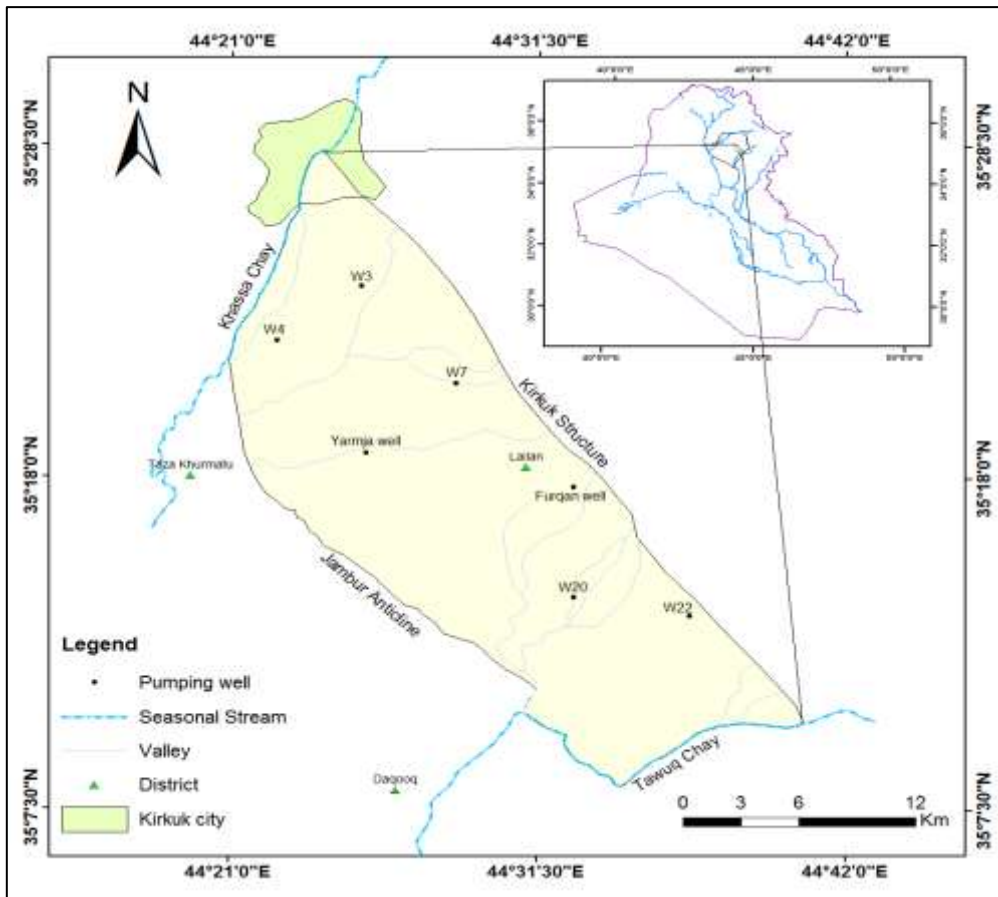 44°21'0"E
44°31'30"E
44°42'0"E
N
35°28'30"N
35°28'30"N
Khassa Chay
W3
W4
W7
Kirkuk Structure
Yarmja well
Lailan
Taza Khurmatu
35°18'0"N
35°18'0"N
Furqan well
Jambur Anticline
W20
W22
Legend
Pumping well
Seasonal Stream
Valley
District
Kirkuk city
Tawuq Chay
Daqooq
0 3 6 12
Km
35°7'30"N
35°7'30"N
44°21'0"E
44°31'30"E
44°42'0"E